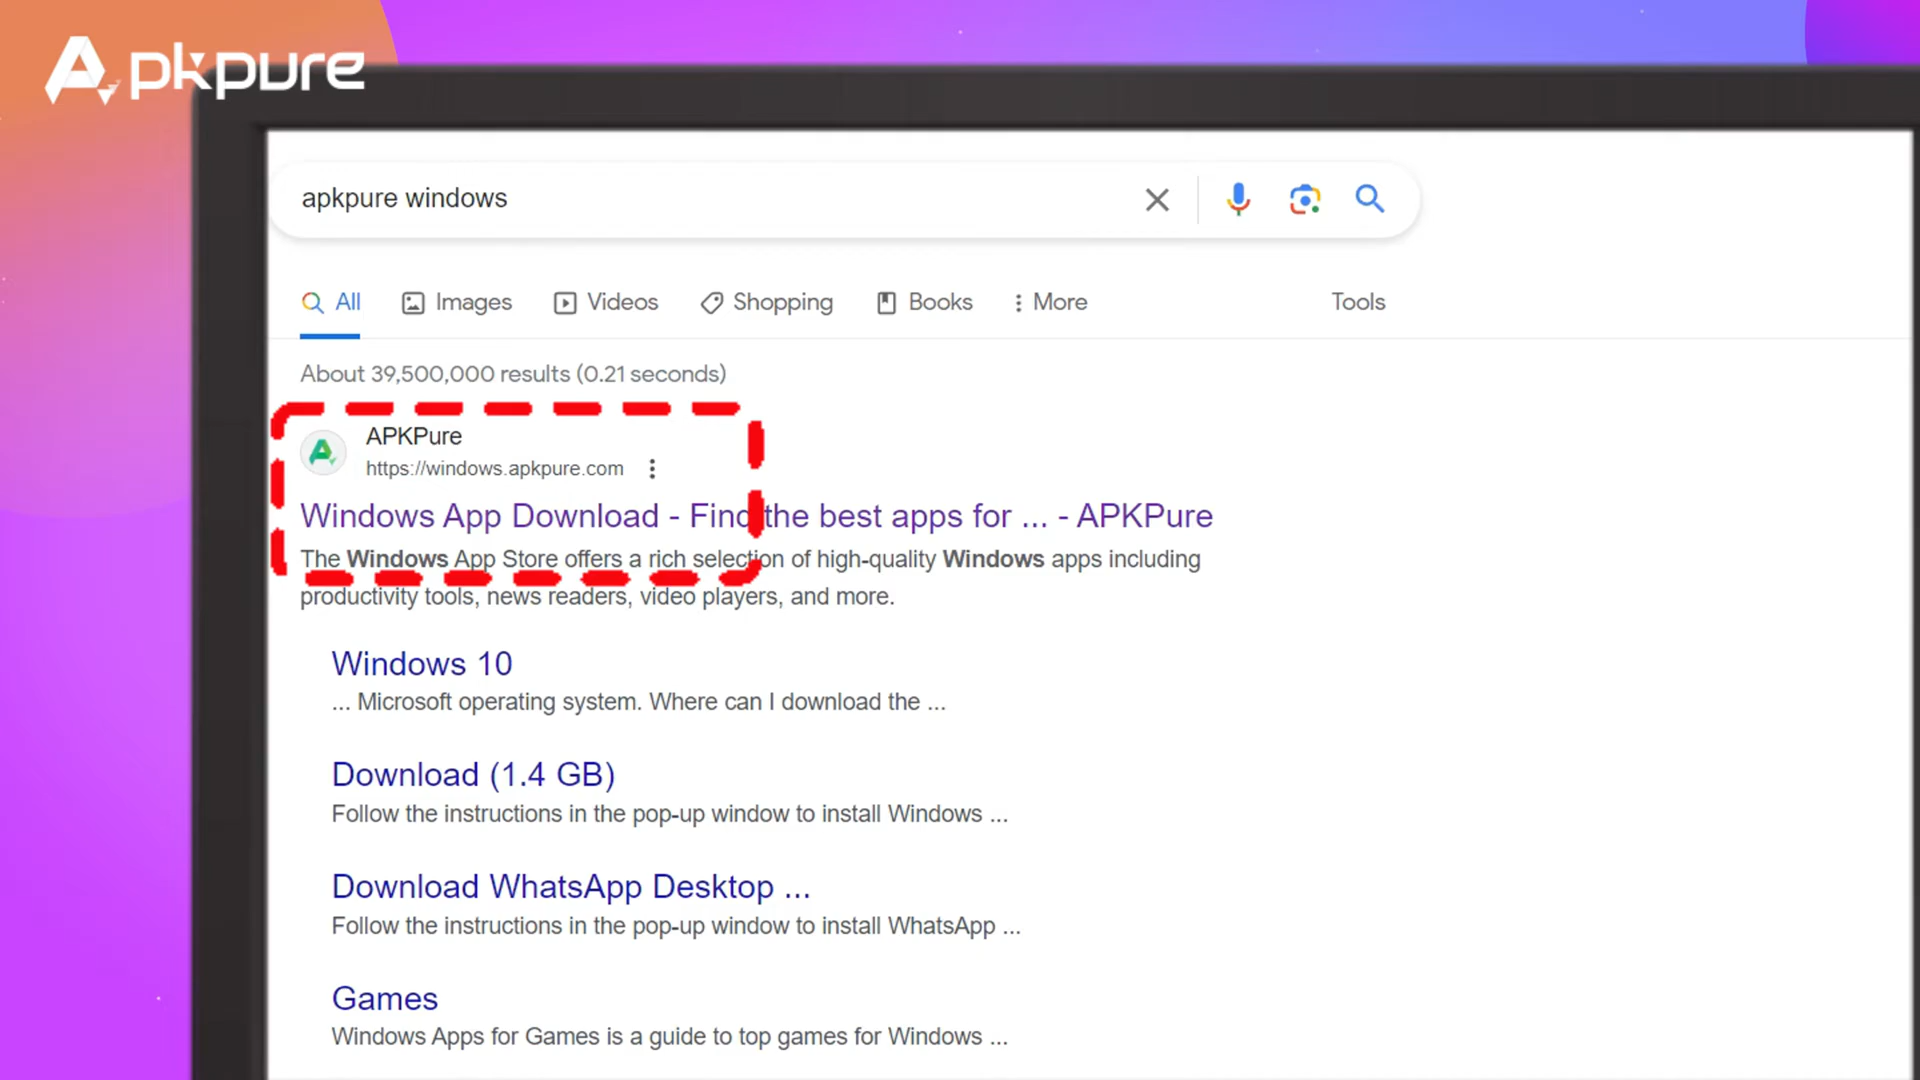 Apkpure
apkpure windows
All
Images
Videos
Shopping
Books
More
Tools
About 39,500,000 results (0.21 seconds)
APKPure
https://windows.apkpure.com
Windows App Download - Find the best apps for ... - APKPure
The Windows App Store offers a rich selection of high-quality Windows apps including
productivity tools, news readers, video players, and more.
Windows 10
... Microsoft operating system. Where can I download the ...
Download (1.4 GB)
Follow the instructions in the pop-up window to install Windows ...
Download WhatsApp Desktop ...
Follow the instructions in the pop-up window to install WhatsApp ...
Games
Windows Apps for Games is a guide to top games for Windows ...